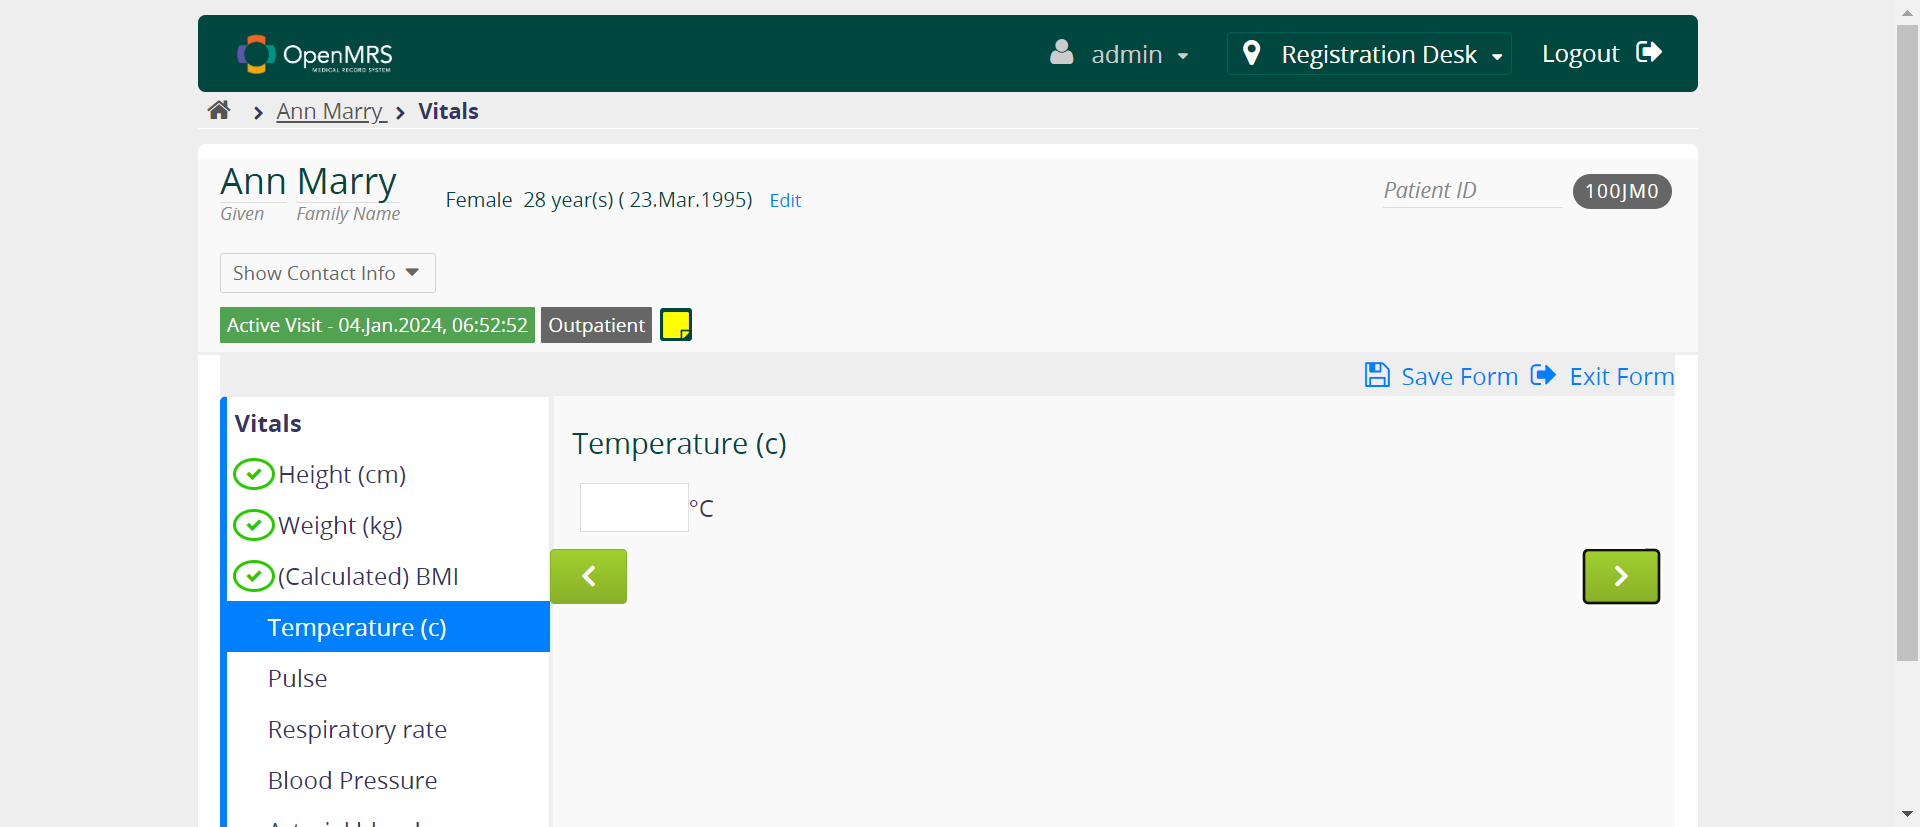 OpenMRS
MEDICAL RECORD SYSTEM
admin
Registration Desk
Logout
Ann Marry
Vitals
Ann Marry
Given
Family Name
Female 28 year(s) ( 23.Mar.1995) Edit
Patient ID
100JM0
Show Contact Info
Active Visit - 04.Jan.2024, 06:52:52
Outpatient
Save Form
Exit Form
Vitals
Height (cm)
Weight (kg)
(Calculated) BMI
Temperature (c)
Pulse
Respiratory rate
Blood Pressure
Temperature (c)
°C